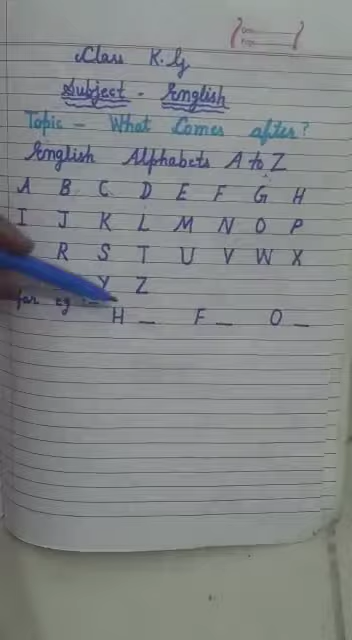 Class K.G
Subject - English
Topic - What Comes after?
English Alphabets A to Z
A B C D E F G H
I J K L M N O P
R S T U V W X
Y Z
for eg :-
H _ F _ O _